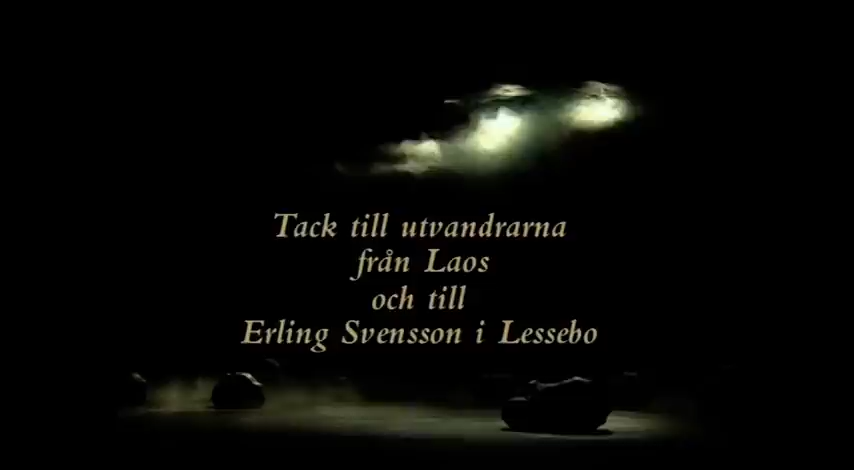 Tack till utvandrarna
från Laos
och till
Erling Svensson i Lessebo